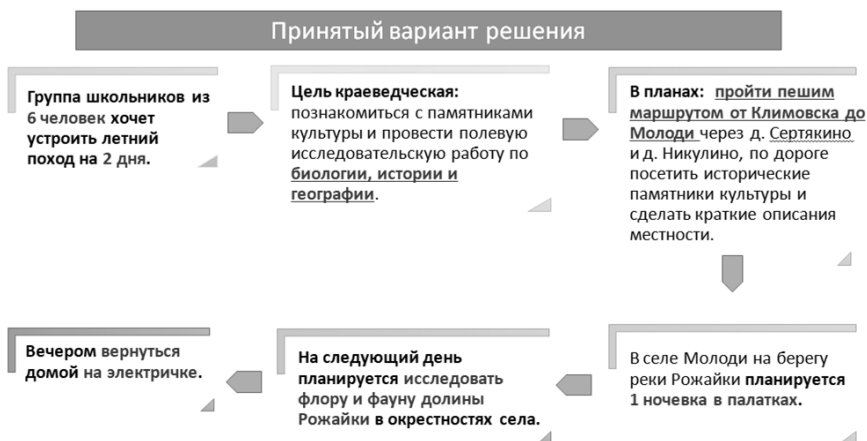 Принятый вариант решения
Группа школьников из
6 человек хочет
устроить летний
поход на 2 дня.
Цель краеведческая:
познакомиться с памятниками
культуры и провести полевую
исследовательскую работу по
биологии, истории и
географии.
В планах: пройти пешим
маршрутом от Климовска до
Молоди через д. Сертякино
и д. Никулино, по дороге
посетить исторические
памятники культуры и
сделать краткие описания
местности.
В селе Молоди на берегу
реки Рожайки планируется
1 ночевка в палатках.
На следующий день
планируется исследовать
флору и фауну долины
Рожайки в окрестностях села.
Вечером вернуться
домой на электричке.